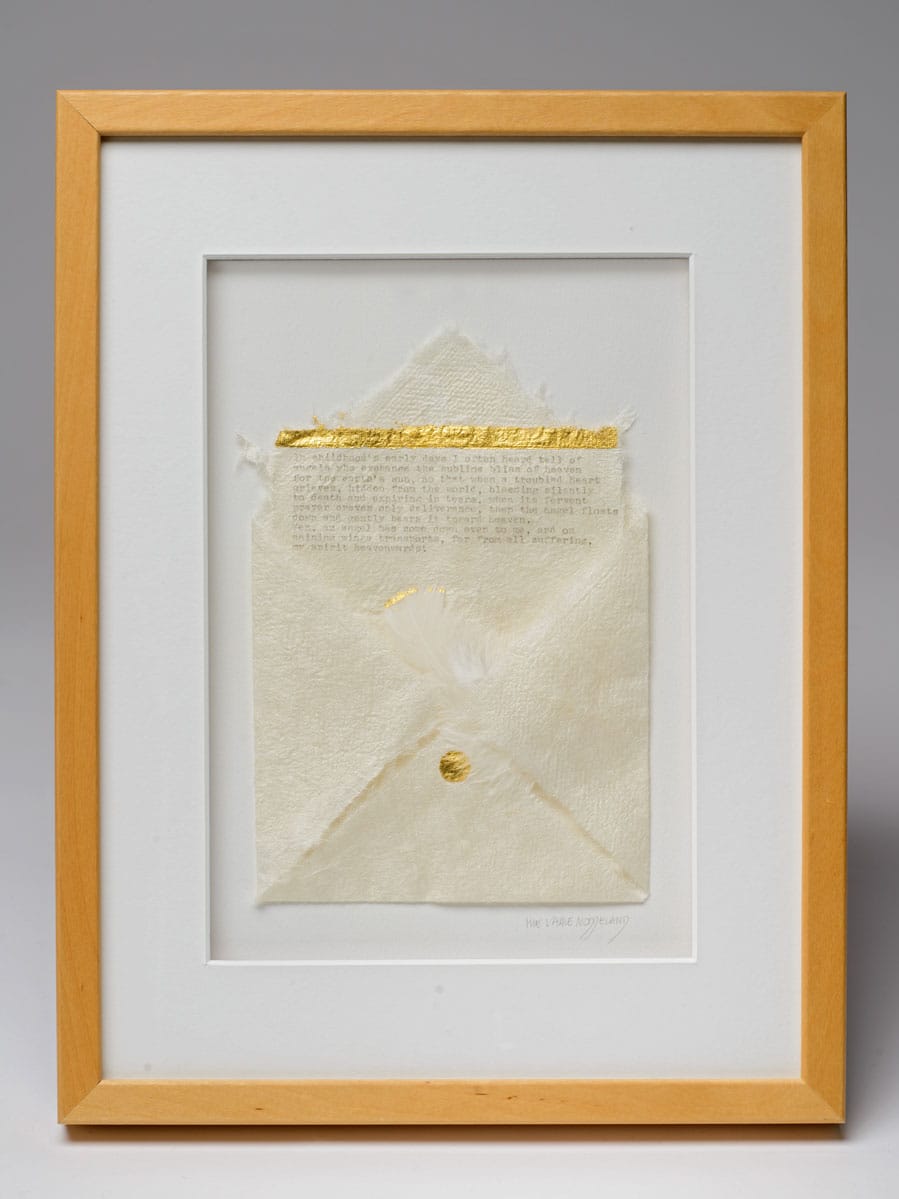 In childhood's early days I often heard tell of
angels who exchange the sublime bliss of heaven
for the earth's sun, so that when a troubled heart
grieves, hidden from the world, bleeding silently
to death and expiring in tears, when its fervent
prayer craves only deliverance, then the angel floats
down and gently bears it toward heaven.
Yes, an angel has come down even to me, and on
shining wings transports, far from all suffering,
my spirit heavenwards!